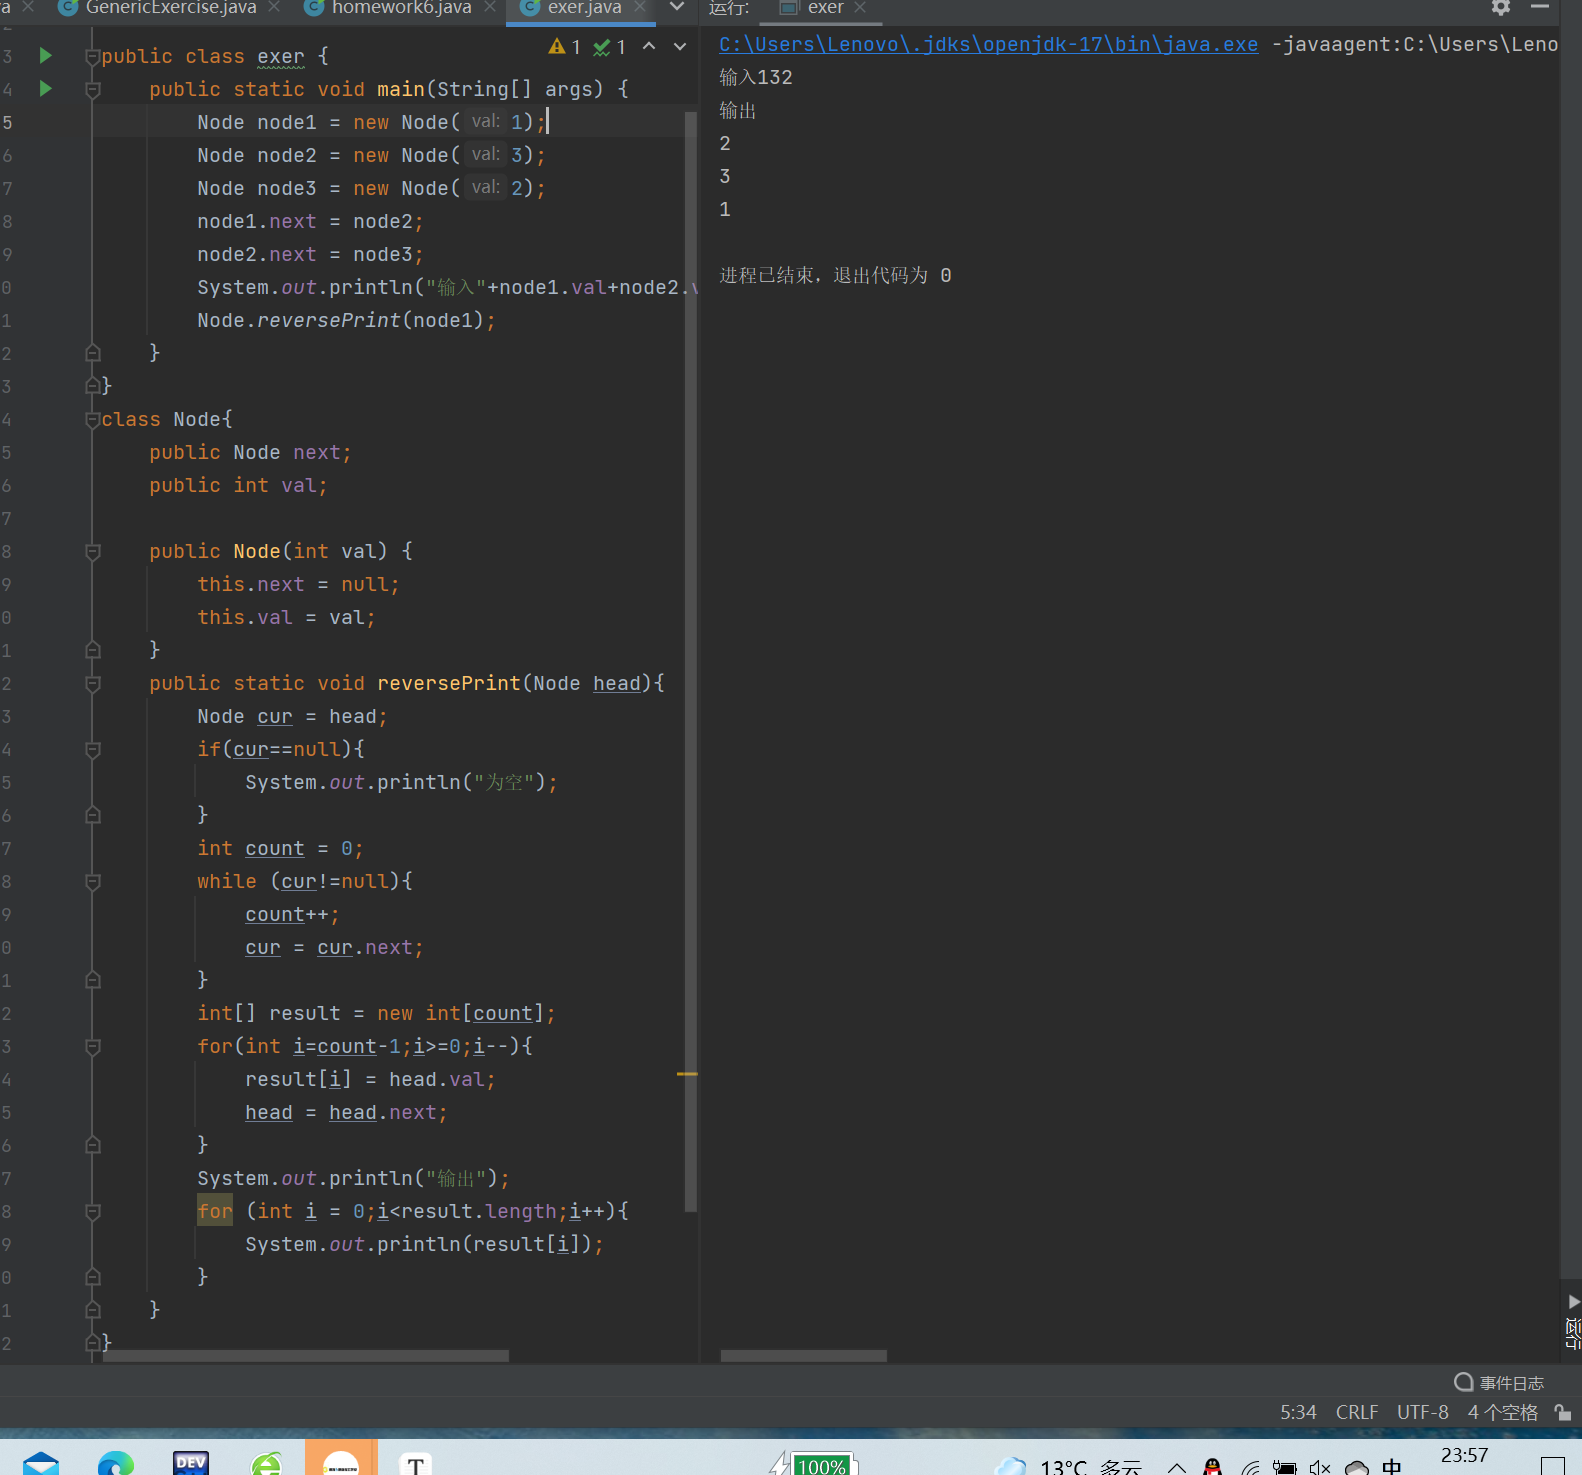 GenericExercise.java
homework6.java
exer.java
运行:
exer
1
1
3 public class exer {
4 public static void main(String[] args) {
5 Node node1 = new Node( val: 1);
6 Node node2 = new Node( val: 3);
7 Node node3 = new Node( val: 2);
8 node1.next = node2;
9 node2.next = node3;
0 System.out.println("输入"+node1.val+node2.v
1 Node.reversePrint(node1);
2 }
3 }
4 class Node{
5 public Node next;
6 public int val;
7
8 public Node(int val) {
9 this.next = null;
0 this.val = val;
1 }
2 public static void reversePrint(Node head){
3 Node cur = head;
4 if(cur==null){
5 System.out.println("为空");
6 }
7 int count = 0;
8 while (cur!=null){
9 count++;
0 cur = cur.next;
1 }
2 int[] result = new int[count];
3 for(int i=count-1;i>=0;i--){
4 result[i] = head.val;
5 head = head.next;
6 }
7 System.out.println("输出");
8 for (int i = 0;i<result.length;i++){
9 System.out.println(result[i]);
0 }
1 }
2 }
C:\Users\Lenovo\.jdks\openjdk-17\bin\java.exe -javaagent:C:\Users\Leno
输入132
输出
2
3
1
进程已结束，退出代码为 0
运行
事件日志
5:34 CRLF UTF-8 4 个空格
DEV
T
100%
13°C 多云
中
23:57